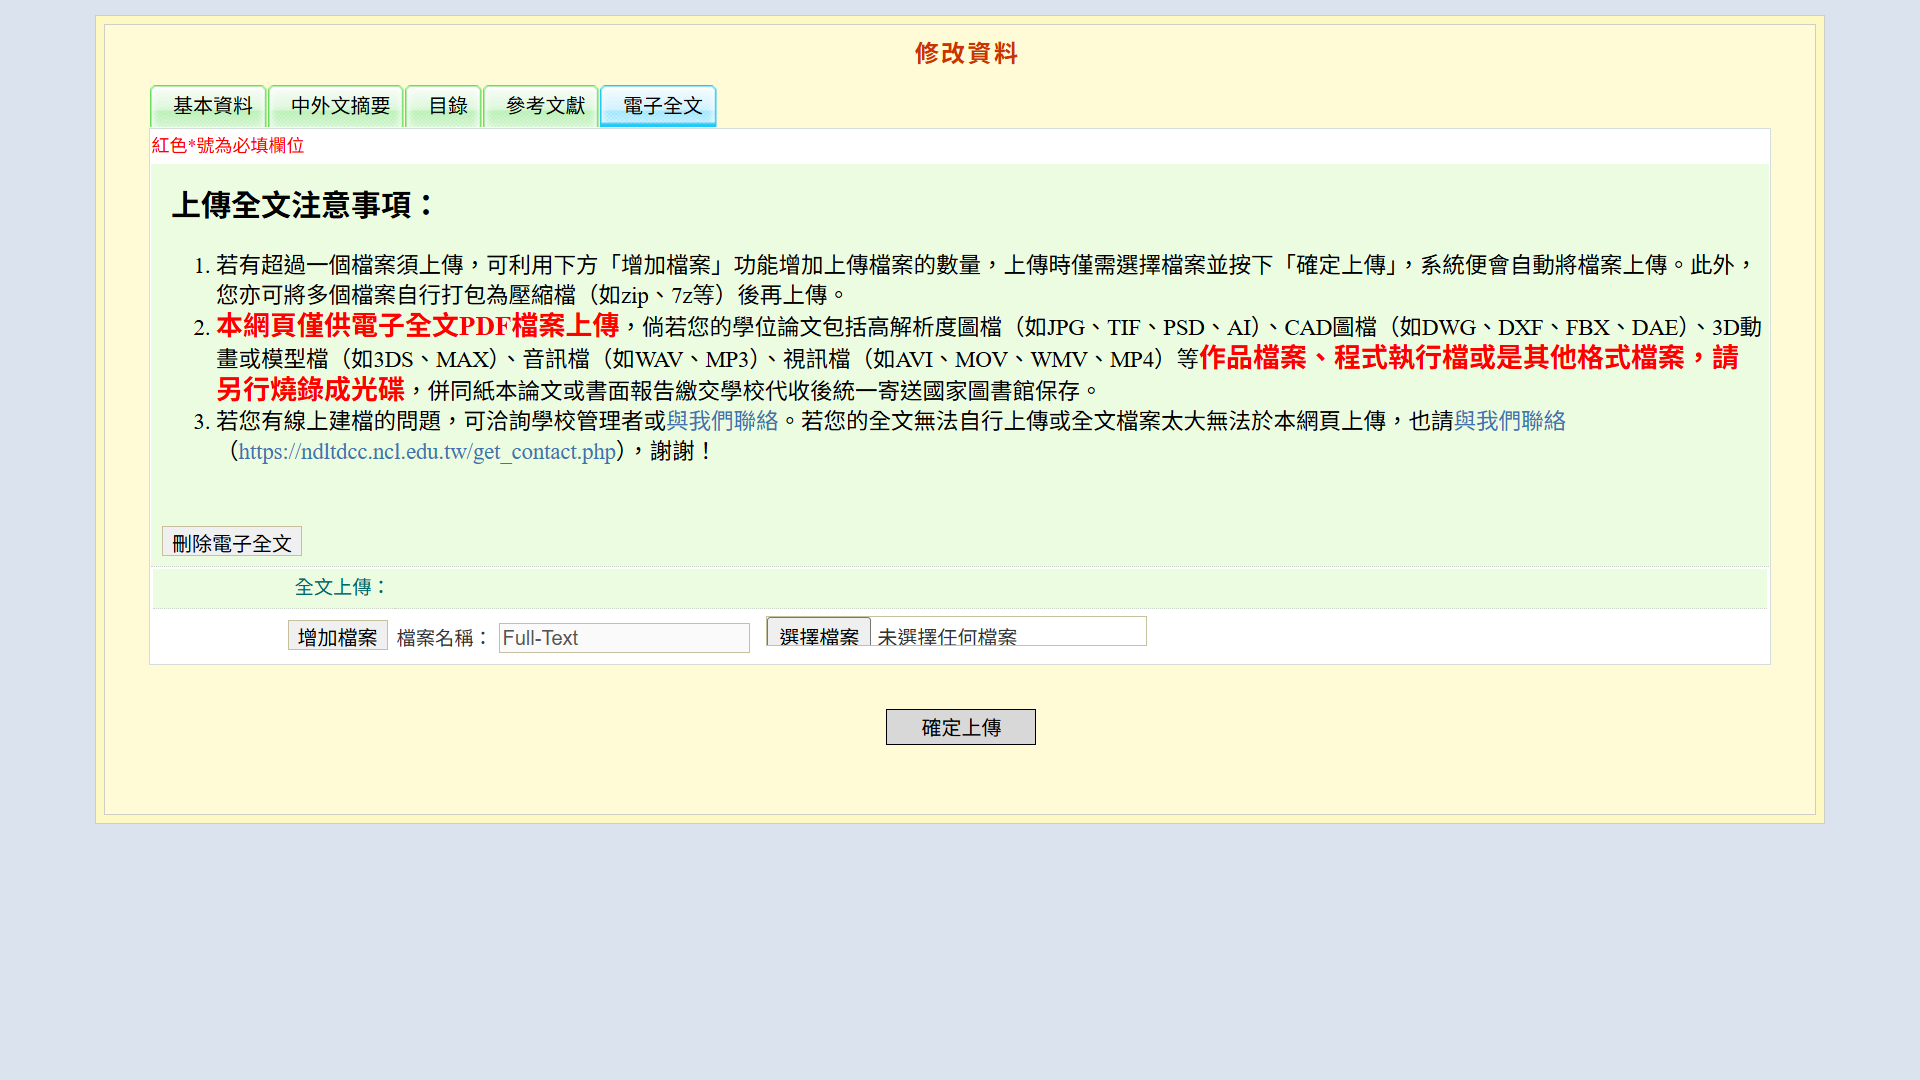 修改資料
基本資料 中外文摘要 目錄 參考文獻 電子全文
紅色*號為必填欄位
上傳全文注意事項：
1. 若有超過一個檔案須上傳，可利用下方「增加檔案」功能增加上傳檔案的數量，上傳時僅需選擇檔案並按下「確定上傳」，系統便會自動將檔案上傳。此外，
您亦可將多個檔案自行打包為壓縮檔（如zip、7z等）後再上傳。
2. 本網頁僅供電子全文PDF檔案上傳，倘若您的學位論文包括高解析度圖檔（如JPG、TIF、PSD、AI）、CAD圖檔（如DWG、DXF、FBX、DAE）、3D動
畫或模型檔（如3DS、MAX）、音訊檔（如WAV、MP3）、視訊檔（如AVI、MOV、WMV、MP4）等作品檔案、程式執行檔或是其他格式檔案，請
另行燒錄成光碟，併同紙本論文或書面報告繳交學校代收後統一寄送國家圖書館保存。
3. 若您有線上建檔的問題，可洽詢學校管理者或與我們聯絡。若您的全文無法自行上傳或全文檔案太大無法於本網頁上傳，也請與我們聯絡
（https://ndltdcc.ncl.edu.tw/get_contact.php），謝謝！
刪除電子全文
全文上傳：
增加檔案 檔案名稱： Full-Text 選擇檔案 未選擇任何檔案
確定上傳